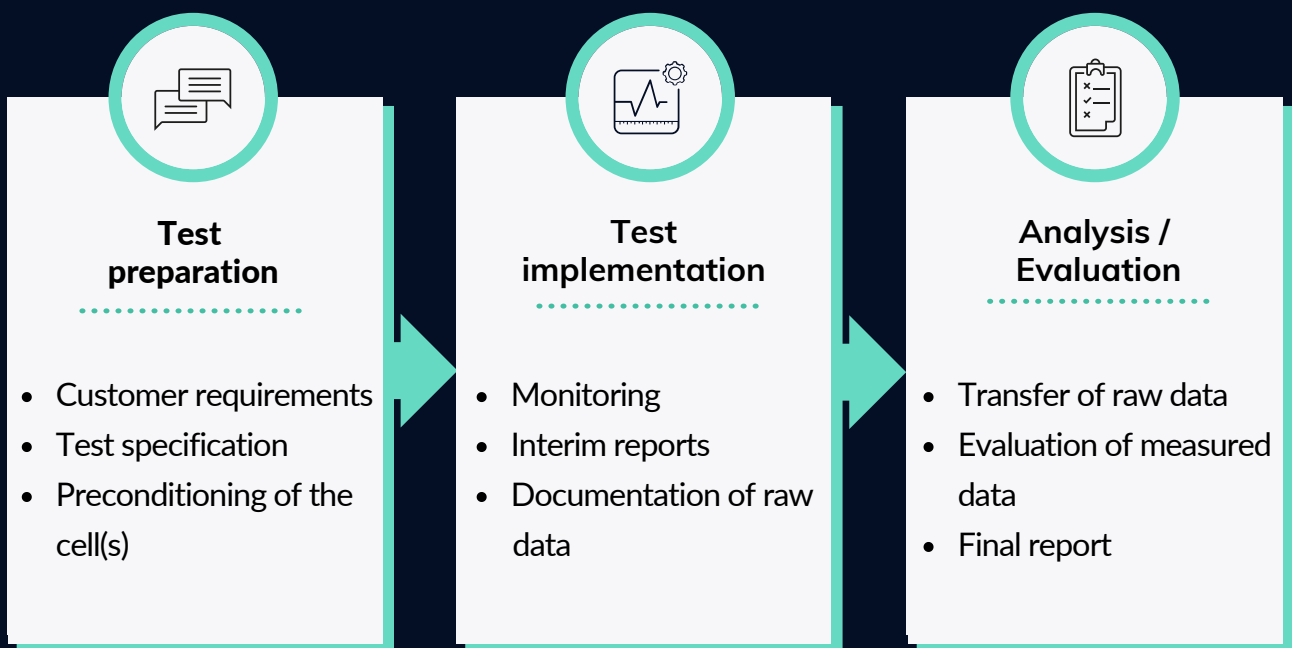 Test
preparation
• Customer requirements
• Test specification
• Preconditioning of the
cell(s)
Test
implementation
• Monitoring
• Interim reports
• Documentation of raw
data
Analysis /
Evaluation
• Transfer of raw data
• Evaluation of measured
data
• Final report